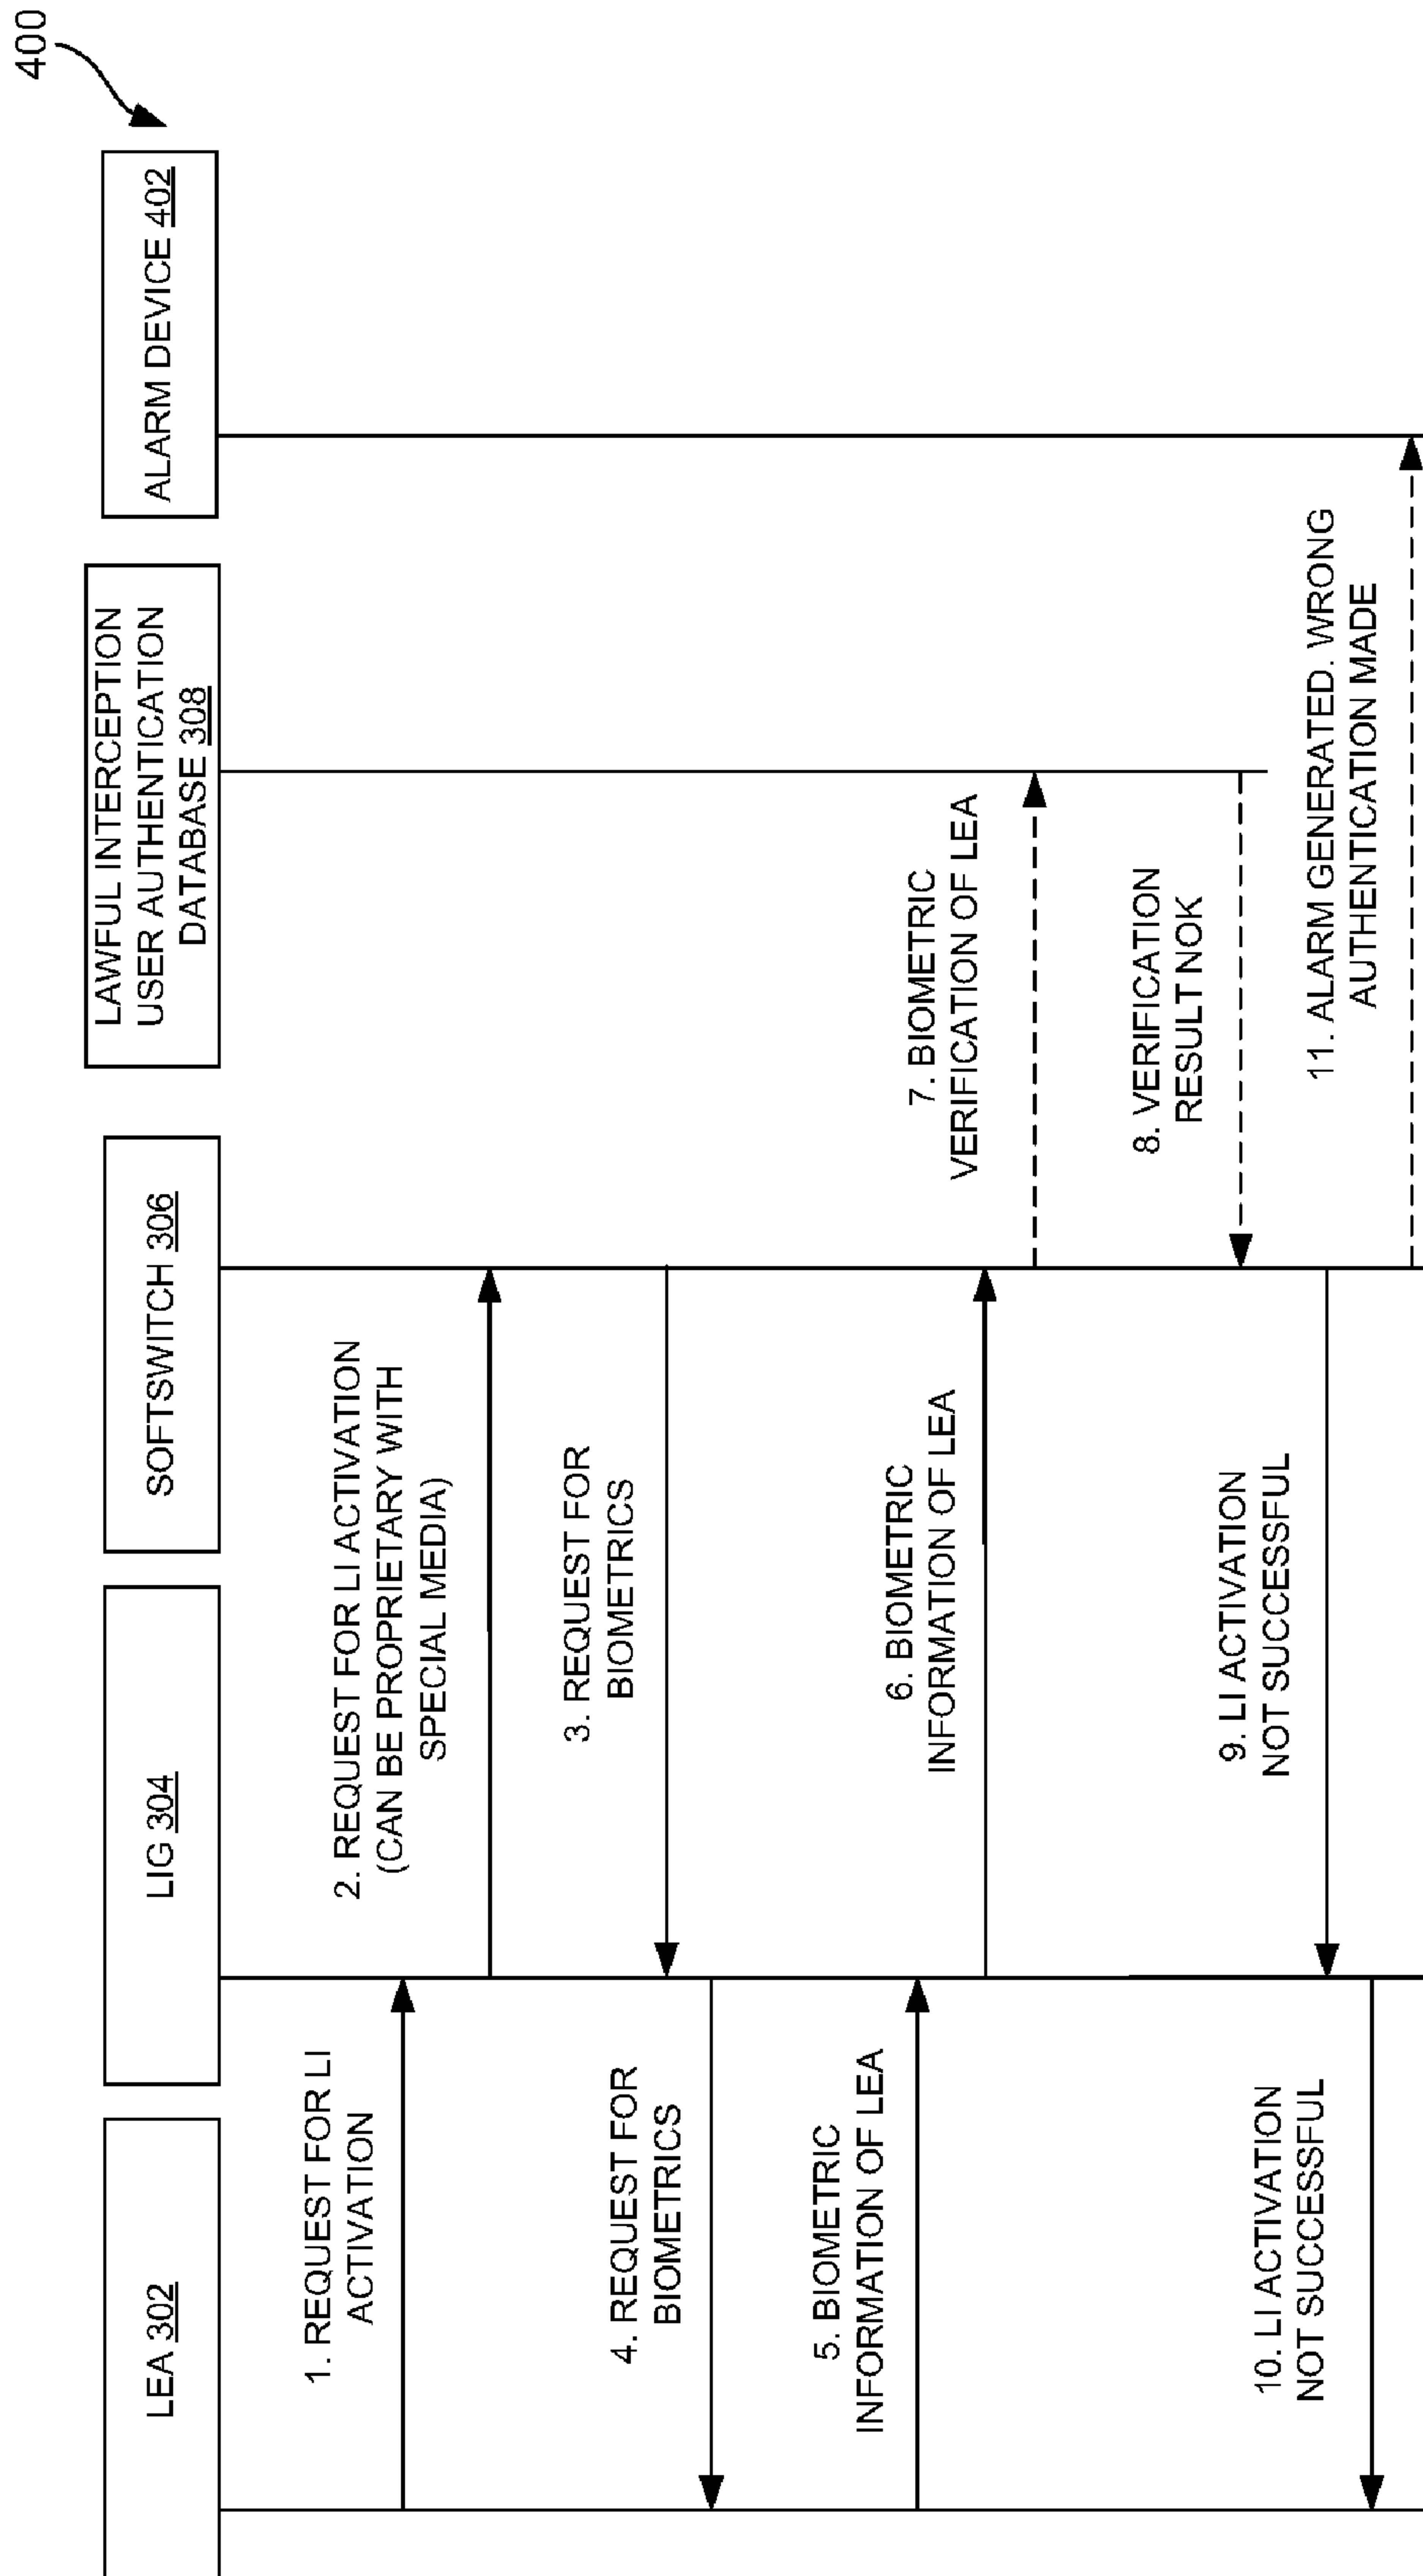 400
LEA 302
LIG 304
SOFTSWITCH 306
LAWFUL INTERCEPTION
USER AUTHENTICATION
DATABASE 308
ALARM DEVICE 402
1. REQUEST FOR LI
ACTIVATION
2. REQUEST FOR LI ACTIVATION
(CAN BE PROPRIETARY WITH
SPECIAL MEDIA)
3. REQUEST FOR
BIOMETRICS
4. REQUEST FOR
BIOMETRICS
5. BIOMETRIC
INFORMATION OF LEA
6. BIOMETRIC
INFORMATION OF LEA
7. BIOMETRIC
VERIFICATION OF LEA
8. VERIFICATION
RESULT NOK
9. LI ACTIVATION
NOT SUCCESSFUL
10. LI ACTIVATION
NOT SUCCESSFUL
11. ALARM GENERATED. WRONG
AUTHENTICATION MADE